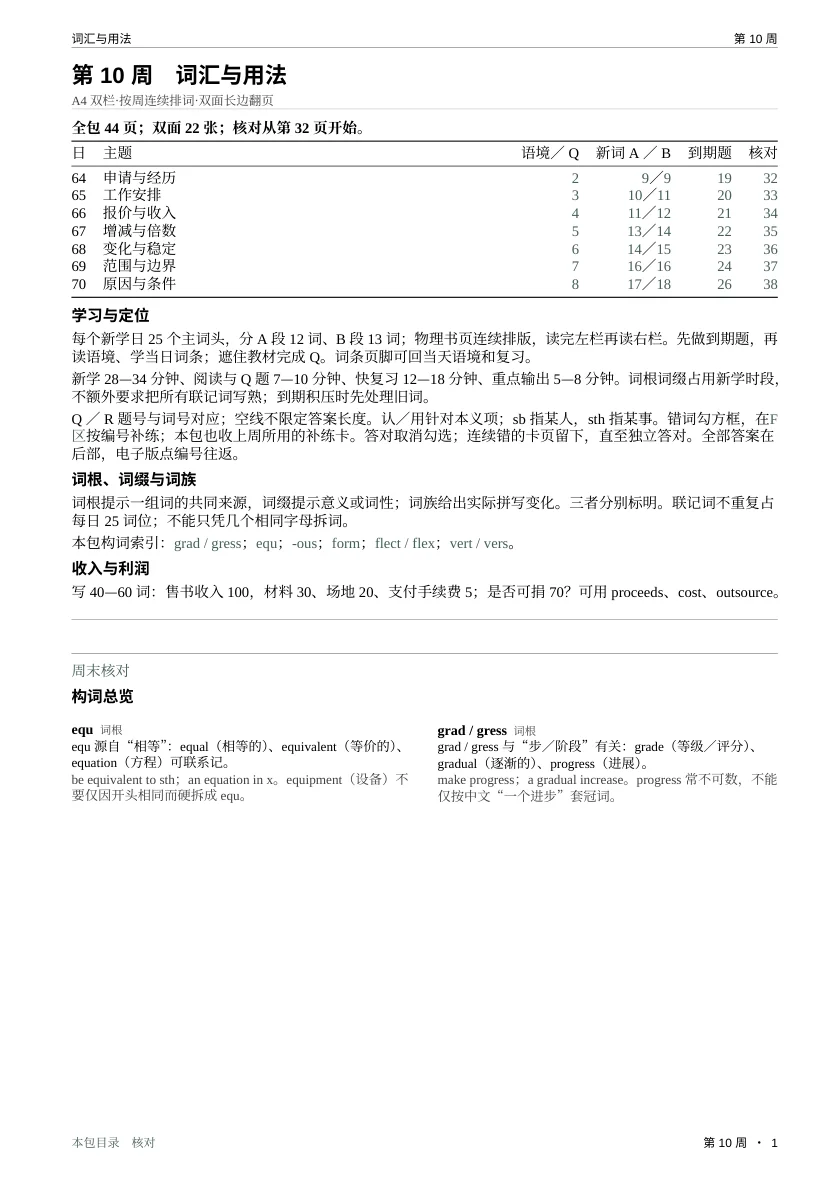 词汇与用法 第 10 周
第 10 周 词汇与用法
A4 双栏·按周连续排词·双面长边翻页
全包 44 页；双面 22 张；核对从第 32 页开始。
日 主题 语境／ Q 新词 A ／ B 到期题 核对
64 申请与经历 2 9／9 19 32
65 工作安排 3 10／11 20 33
66 报价与收入 4 11／12 21 34
67 增减与倍数 5 13／14 22 35
68 变化与稳定 6 14／15 23 36
69 范围与边界 7 16／16 24 37
70 原因与条件 8 17／18 26 38
学习与定位
每个新学日 25 个主词头，分 A 段 12 词、B 段 13 词；物理书页连续排版，读完左栏再读右栏。先做到期题，再
读语境、学当日词条；遮住教材完成 Q。词条页脚可回当天语境和复习。
新学 28—34 分钟、阅读与 Q 题 7—10 分钟、快复习 12—18 分钟、重点输出 5—8 分钟。词根词缀占用新学时段，
不额外要求把所有联记词写熟；到期积压时先处理旧词。
Q ／ R 题号与词号对应；空线不限定答案长度。认／用针对本义项；sb 指某人，sth 指某事。错词勾方框，在F
区按编号补练；本包也收上周所用的补练卡。答对取消勾选；连续错的卡页留下，直至独立答对。全部答案在
后部，电子版点编号往返。
词根、词缀与词族
词根提示一组词的共同来源，词缀提示意义或词性；词族给出实际拼写变化。三者分别标明。联记词不重复占
每日 25 词位；不能只凭几个相同字母拆词。
本包构词索引：grad / gress；equ；-ous；form；flect / flex；vert / vers。
收入与利润
写 40—60 词：售书收入 100，材料 30、场地 20、支付手续费 5；是否可捐 70？可用 proceeds、cost、outsource。
周末核对
构词总览
equ 词根
equ 源自“相等”：equal（相等的）、equivalent（等价的）、
equation（方程）可联系记。
be equivalent to sth；an equation in x。equipment（设备）不
要仅因开头相同而硬拆成 equ。
grad / gress 词根
grad / gress 与“步／阶段”有关：grade（等级／评分）、
gradual（逐渐的）、progress（进展）。
make progress；a gradual increase。progress 常不可数，不能
仅按中文“一个进步”套冠词。
本包目录 核对 第 10 周 · 1